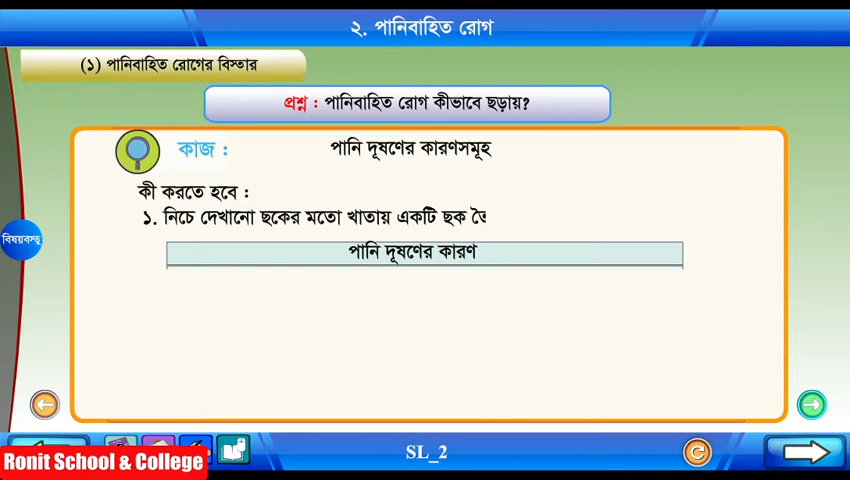 ২. পানিবাহিত রোগ
(১) পানিবাহিত রোগের বিস্তার
প্রশ্ন : পানিবাহিত রোগ কীভাবে ছড়ায়?
কাজ : পানি দূষণের কারণসমূহ
কী করতে হবে :
১. নিচে দেখানো ছকের মতো খাতায় একটি ছক তৈ
বিষয়বস্তু
পানি দূষণের কারণ
SL_2
Ronit School & College